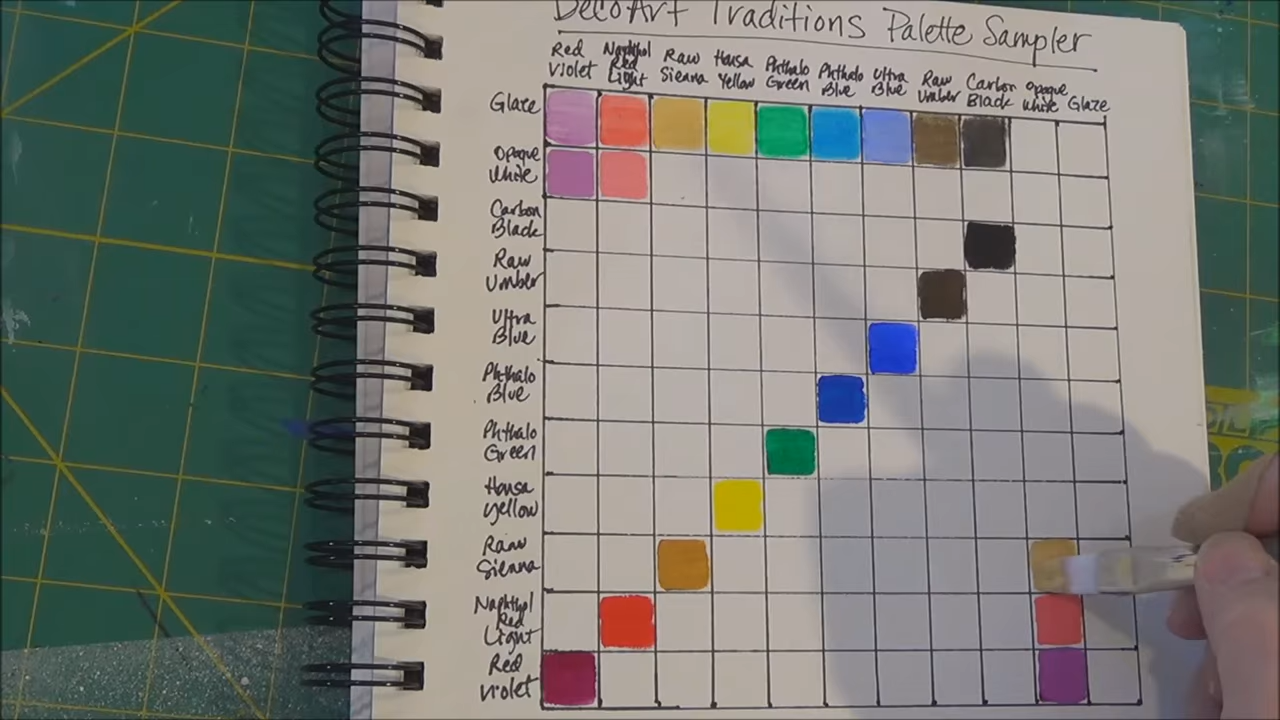 DecoArt Traditions Palette Sampler
Red
Violet
Naphthol
Red
Light
Raw
Sienna
Hansa
Yellow
Phthalo
Green
Phthalo
Blue
Ultra
Blue
Raw
Umber
Carbon
Black
Opaque
White
Glaze
Glaze
Opaque
White
Carbon
Black
Raw
Umber
Ultra
Blue
Phthalo
Blue
Phthalo
Green
Hansa
Yellow
Raw
Sienna
Naphthol
Red
Light
Red
Violet